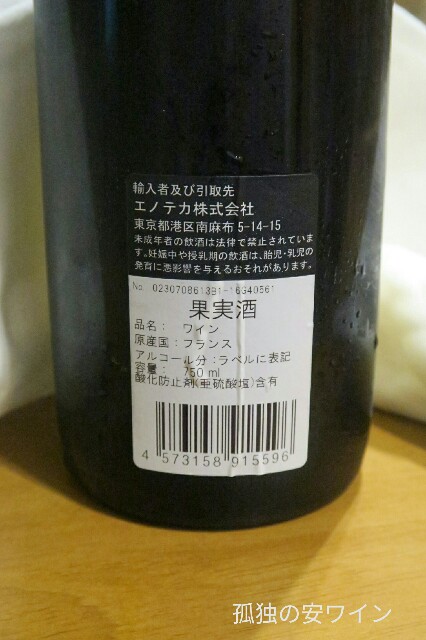 輸入者及び引取先
エノテカ株式会社
東京都港区南麻布 5-14-15
未成年者の飲酒は法律で禁止されていま
す。妊娠中や授乳期の飲酒は、胎児・乳児の
発育に悪影響を与えるおそれがあります。
No. 0230708613B1-16G40561
果実酒
品名： ワイン
原産国：フランス
アルコール分：ラベルに表記
容量： 750 ml
酸化防止剤(亜硫酸塩)含有
4 573158 915596
孤独の安ワイン